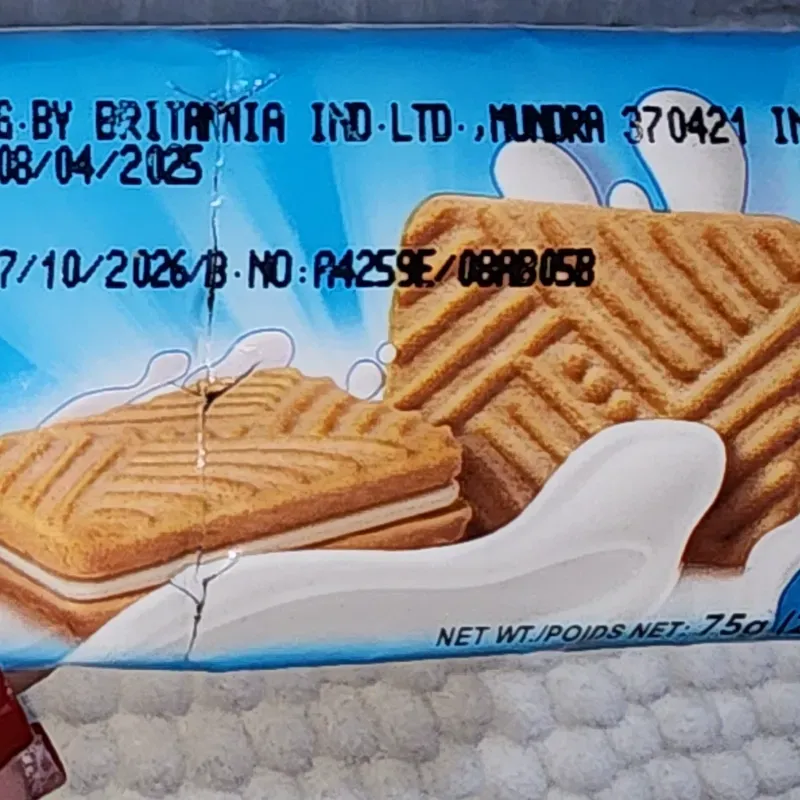 G.BY BRITANNIA IND.LTD.,MUNDRA 370421 IN
08/04/2025
7/10/2026/B.NO:A4259E/08AB05B
NET WT./POIDS NET: 75g